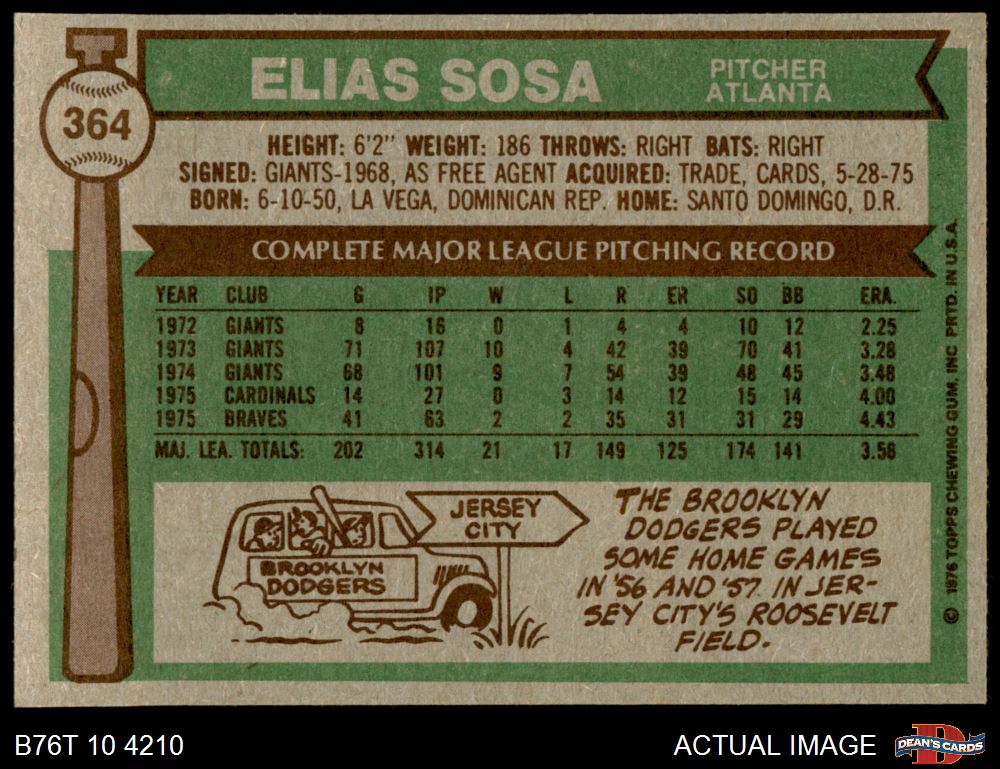 364
ELIAS SOSA
PITCHER
ATLANTA
HEIGHT: 6'2" WEIGHT: 186 THROWS: RIGHT BATS: RIGHT
SIGNED: GIANTS-1968, AS FREE AGENT ACQUIRED: TRADE, CARDS, 5-28-75
BORN: 6-10-50, LA VEGA, DOMINICAN REP. HOME: SANTO DOMINGO, D.R.
COMPLETE MAJOR LEAGUE PITCHING RECORD
YEAR CLUB G IP W L R ER SO BB ERA.
1972 GIANTS 8 16 0 1 4 4 10 12 2.25
1973 GIANTS 71 107 10 4 42 39 70 41 3.28
1974 GIANTS 68 101 9 7 54 39 48 45 3.48
1975 CARDINALS 14 27 0 3 14 12 15 14 4.00
1975 BRAVES 41 63 2 2 35 31 31 29 4.43
MAJ. LEA. TOTALS: 202 314 21 17 149 125 174 141 3.58
JERSEY
CITY
BROOKLYN
DODGERS
THE BROOKLYN
DODGERS PLAYED
SOME HOME GAMES
IN '56 AND '57 IN JER-
SEY CITY'S ROOSEVELT
FIELD.
© 1976 TOPPS CHEWING GUM, INC PRTD. IN U.S.A.
B76T 10 4210
ACTUAL IMAGE
D
DEAN'S CARDS